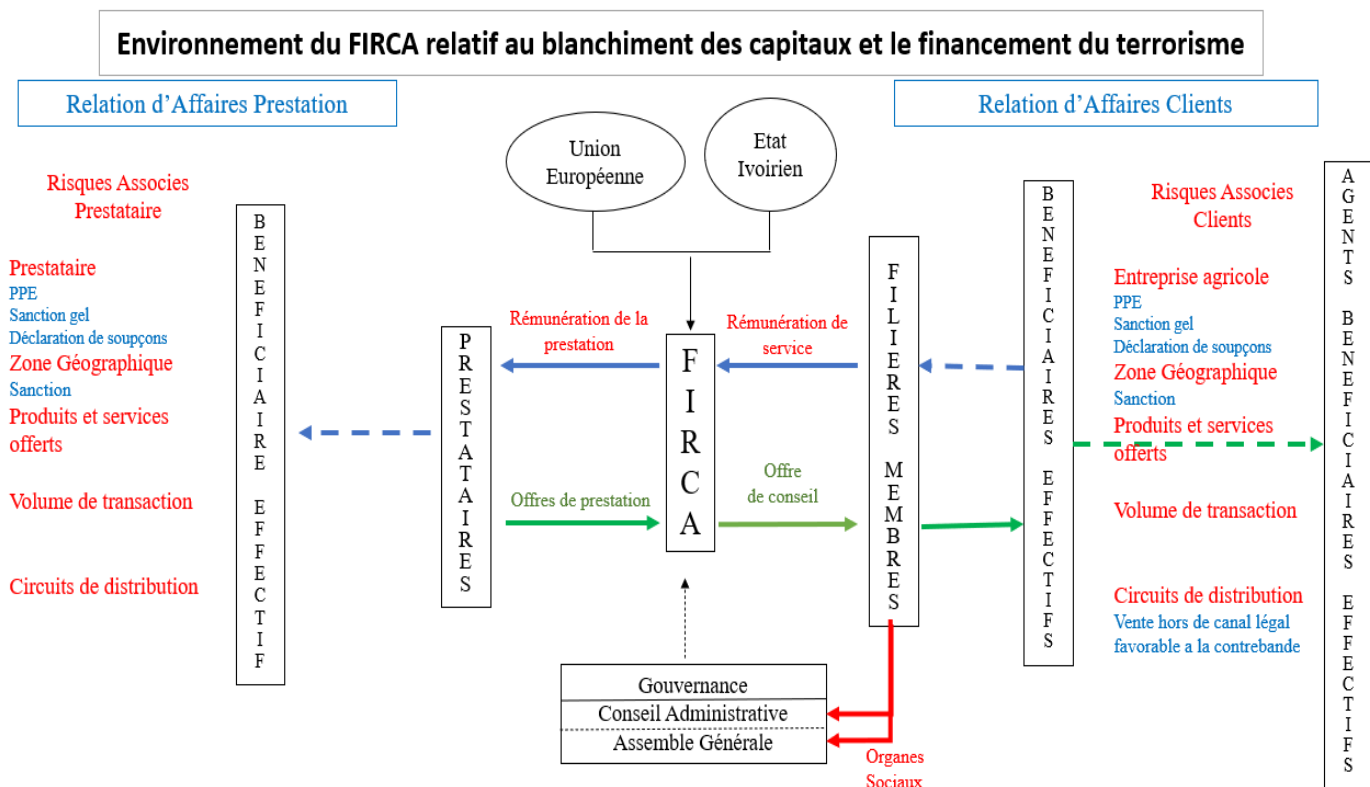 Environnement du FIRCA relatif au blanchiment des capitaux et le financement du terrorisme
Relation d'Affaires Prestation
Relation d'Affaires Clients
Union
Européenne
Etat
Ivoirien
Risques Associes
Prestataire
Prestataire
PPE
Sanction gel
Déclaration de soupçons
Zone Géographique
Sanction
Produits et services
offerts
Volume de transaction
Circuits de distribution
BENEFICIAIRE EFFECTIF
PRESTATAIRES
Rémunération de la
prestation
Offres de prestation
FIRCA
Rémunération de
service
Offre
de conseil
FILIERES MEMBRES
BENEFICIAIRES EFFECTIFS
Risques Associes
Clients
Entreprise agricole
PPE
Sanction gel
Déclaration de soupçons
Zone Géographique
Sanction
Produits et services
offerts
Volume de transaction
Circuits de distribution
Vente hors de canal légal
favorable a la contrebande
AGENTS BENEFICIAIRES EFFECTIFS
Gouvernance
Conseil Administrative
Assemble Générale
Organes
Sociaux